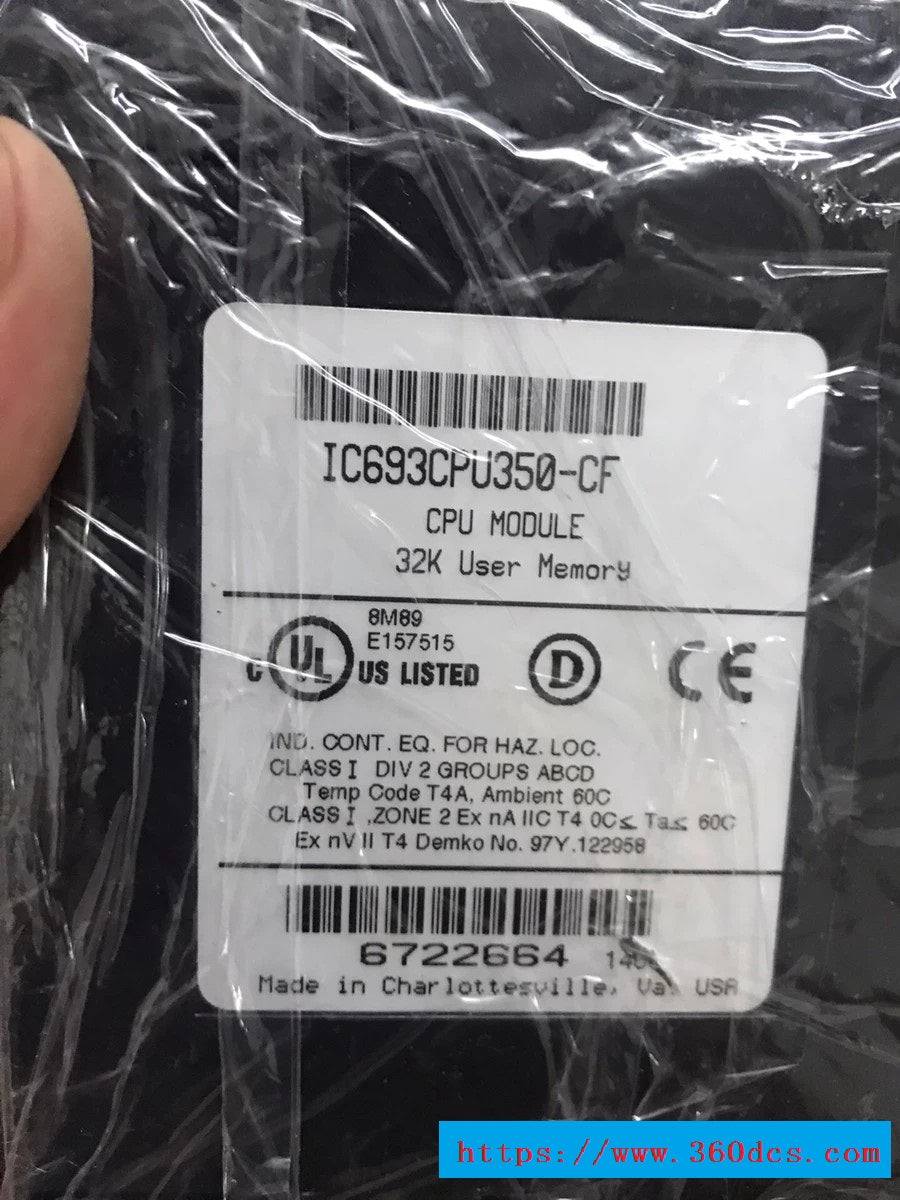 IC693CPU350-CF
CPU MODULE
32K User Memory
8M89
E157515
C UL US LISTED
D
CE
IND. CONT. EQ. FOR HAZ. LOC.
CLASS I DIV 2 GROUPS ABCD
Temp Code T4A, Ambient 60C
CLASS I ,ZONE 2 Ex nA IIC T4 0C≤ Ta≤ 60C
Ex nV II T4 Demko No. 97Y.122958
6722664
Made in Charlottesville, Va. USA
https://www.360dcs.com